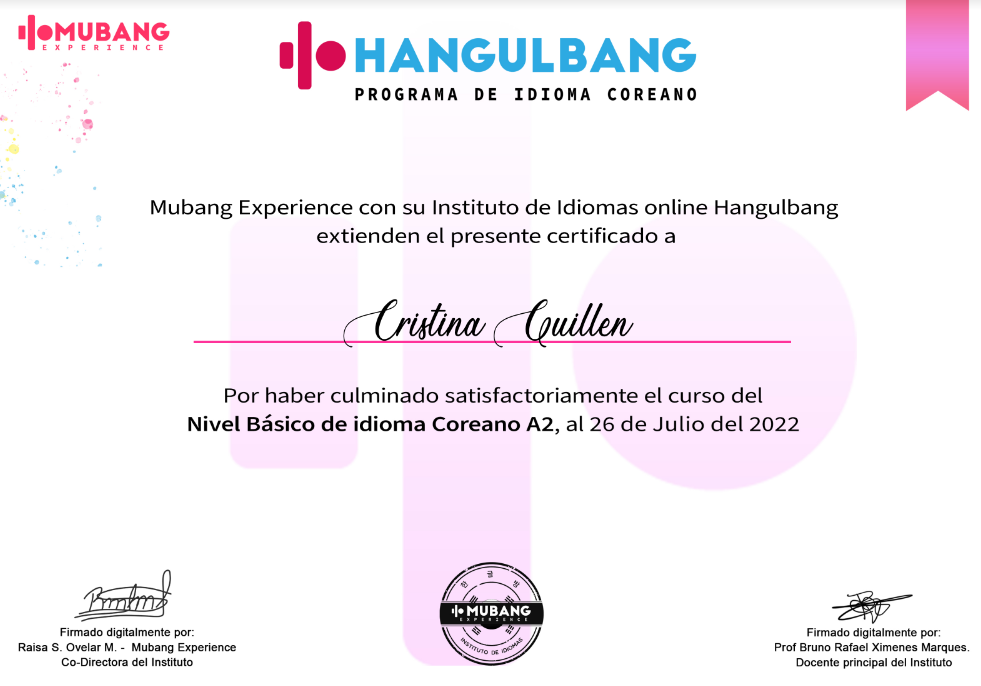 MUBANG
EXPERIENCE
HANGULBANG
PROGRAMA DE IDIOMA COREANO
Mubang Experience con su Instituto de Idiomas online Hangulbang
extienden el presente certificado a
Cristina Guillen
Por haber culminado satisfactoriamente el curso del
Nivel Básico de idioma Coreano A2, al 26 de Julio del 2022
Firmado digitalmente por:
Raisa S. Ovelar M. - Mubang Experience
Co-Directora del Instituto
한 글 방
MUBANG
EXPERIENCE
INSTITUTO DE IDIOMAS
Firmado digitalmente por:
Prof Bruno Rafael Ximenes Marques.
Docente principal del Instituto